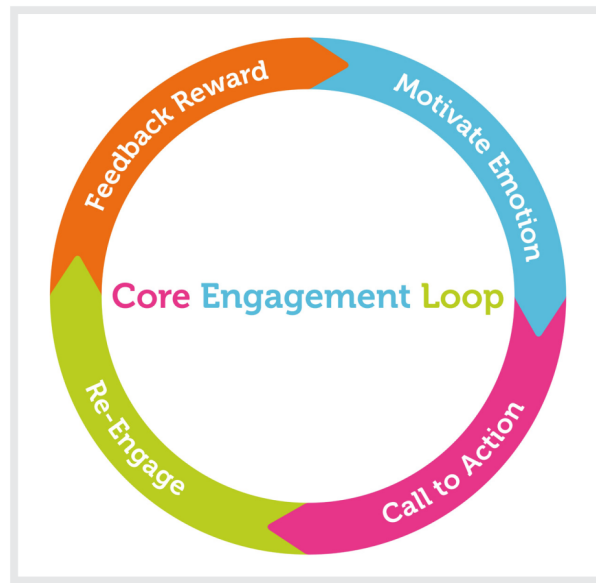 Feedback Reward
Motivate Emotion
Core Engagement Loop
Re-Engage
Call to Action